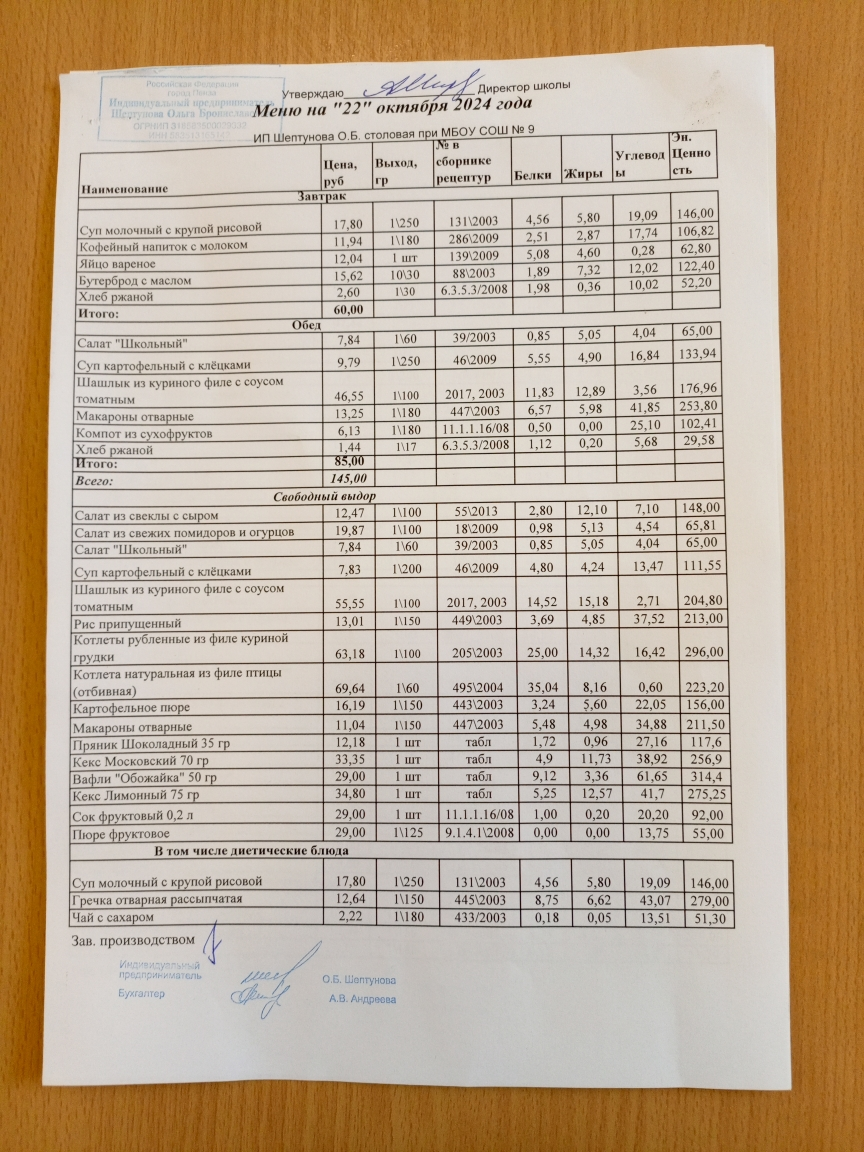 Российская Федерация
город Пенза
Индивидуальный предприниматель
Шептунова Ольга Брониславовна
Утверждаю Директор школы
Меню на "22" октября 2024 года
ИП Шептунова О.Б. столовая при МБОУ СОШ № 9
Наименование Цена, руб Выход, гр № в сборнике рецептур Белки Жиры Углеводы Эн. Ценность
Завтрак
Суп молочный с крупой рисовой 17,80 1\250 131\2003 4,56 5,80 19,09 146,00
Кофейный напиток с молоком 11,94 1\180 286\2009 2,51 2,87 17,74 106,82
Яйцо вареное 12,04 1 шт 139\2009 5,08 4,60 0,28 62,80
Бутерброд с маслом 15,62 10\30 88\2003 1,89 7,32 12,02 122,40
Хлеб ржаной 2,60 1\30 6.3.5.3/2008 1,98 0,36 10,02 52,20
Итого: 60,00
Обед
Салат "Школьный" 7,84 1\60 39/2003 0,85 5,05 4,04 65,00
Суп картофельный с клёцками 9,79 1\250 46\2009 5,55 4,90 16,84 133,94
Шашлык из куриного филе с соусом
томатным 46,55 1\100 2017, 2003 11,83 12,89 3,56 176,96
Макароны отварные 13,25 1\180 447\2003 6,57 5,98 41,85 253,80
Компот из сухофруктов 6,13 1\180 11.1.1.16/08 0,50 0,00 25,10 102,41
Хлеб ржаной 1,44 1\17 6.3.5.3/2008 1,12 0,20 5,68 29,58
Итого: 85,00
Всего: 145,00
Свободный выдор
Салат из свеклы с сыром 12,47 1\100 55\2013 2,80 12,10 7,10 148,00
Салат из свежих помидоров и огурцов 19,87 1\100 18\2009 0,98 5,13 4,54 65,81
Салат "Школьный" 7,84 1\60 39/2003 0,85 5,05 4,04 65,00
Суп картофельный с клёцками 7,83 1\200 46\2009 4,80 4,24 13,47 111,55
Шашлык из куриного филе с соусом
томатным 55,55 1\100 2017, 2003 14,52 15,18 2,71 204,80
Рис припущенный 13,01 1\150 449\2003 3,69 4,85 37,52 213,00
Котлеты рубленные из филе куриной
грудки 63,18 1\100 205\2003 25,00 14,32 16,42 296,00
Котлета натуральная из филе птицы
(отбивная) 69,64 1\60 495\2004 35,04 8,16 0,60 223,20
Картофельное пюре 16,19 1\150 443\2003 3,24 5,60 22,05 156,00
Макароны отварные 11,04 1\150 447\2003 5,48 4,98 34,88 211,50
Пряник Шоколадный 35 гр 12,18 1 шт табл 1,72 0,96 27,16 117,6
Кекс Московский 70 гр 33,35 1 шт табл 4,9 11,73 38,92 256,9
Вафли "Обожайка" 50 гр 29,00 1 шт табл 9,12 3,36 61,65 314,4
Кекс Лимонный 75 гр 34,80 1 шт табл 5,25 12,57 41,7 275,25
Сок фруктовый 0,2 л 29,00 1 шт 11.1.1.16/08 1,00 0,20 20,20 92,00
Пюре фруктовое 29,00 1\125 9.1.4.1\2008 0,00 0,00 13,75 55,00
В том числе диетические блюда
Суп молочный с крупой рисовой 17,80 1\250 131\2003 4,56 5,80 19,09 146,00
Гречка отварная рассыпчатая 12,64 1\150 445\2003 8,75 6,62 43,07 279,00
Чай с сахаром 2,22 1\180 433/2003 0,18 0,05 13,51 51,30
Зав. производством
Индивидуальный
предприниматель О.Б. Шептунова
Бухгалтер А.В. Андреева